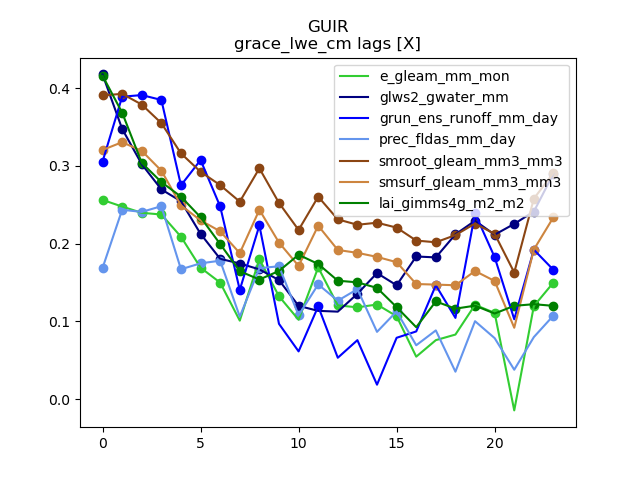 GUIR
grace_lwe_cm lags [X]
e_gleam_mm_mon
glws2_gwater_mm
grun_ens_runoff_mm_day
prec_fldas_mm_day
smroot_gleam_mm3_mm3
smsurf_gleam_mm3_mm3
lai_gimms4g_m2_m2
0.4
0.3
0.2
0.1
0.0
0 5 10 15 20